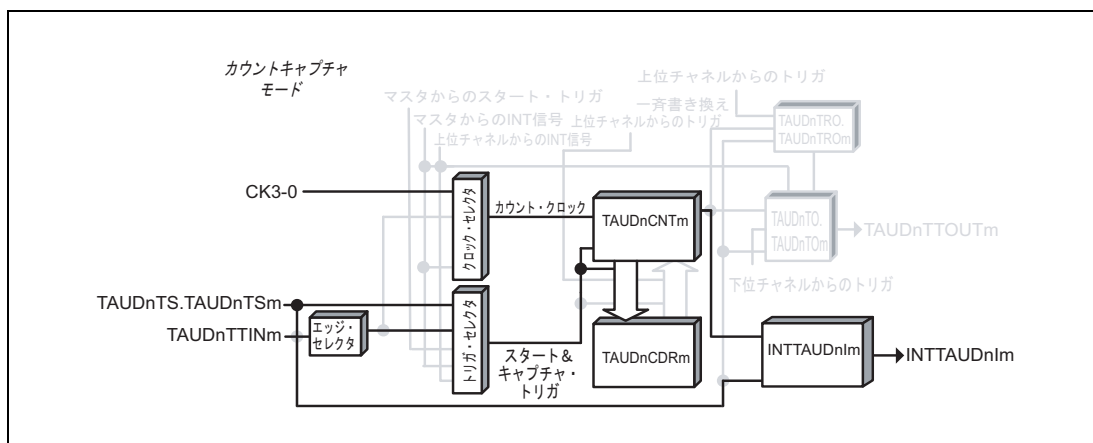 カウントキャプチャ
モード
上位チャネルからのトリガ
マスタからのスタート・トリガ
一斉書き換え
マスタからのINT信号
上位チャネルからのトリガ
上位チャネルからのINT信号
TAUDnTRO.
TAUDnTROm
CK3-0
クロック・セレクタ
カウント・クロック
TAUDnCNTm
TAUDnTO.
TAUDnTOm
TAUDnTTOUTm
下位チャネルからのトリガ
TAUDnTS.TAUDnTSm
TAUDnTTINm
エッジ・
セレクタ
トリガ・セレクタ
スタート&
キャプチャ・
トリガ
TAUDnCDRm
INTTAUDnIm
INTTAUDnIm